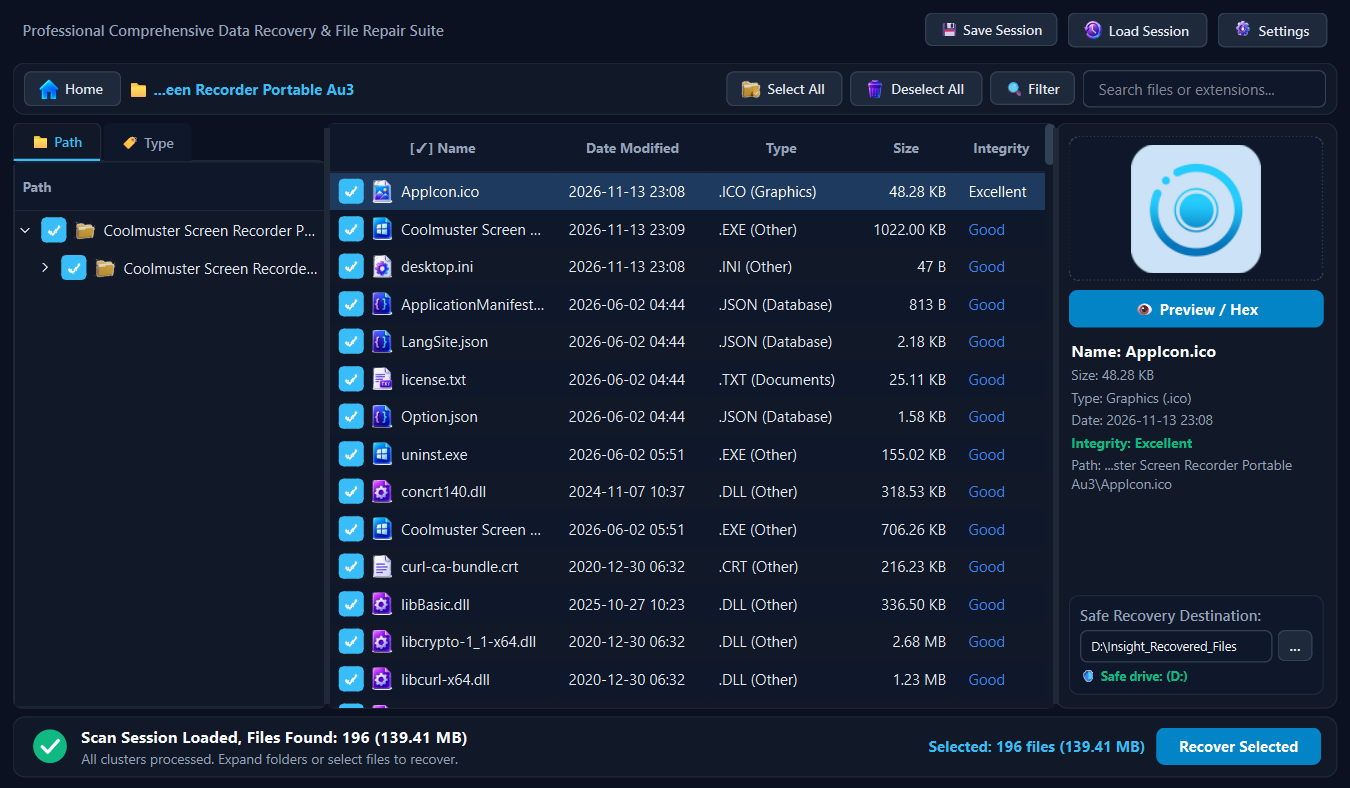 Professional Comprehensive Data Recovery & File Repair Suite
Save Session
Load Session
Settings
Home
...een Recorder Portable Au3
Select All
Deselect All
Filter
Search files or extensions...
Path
Type
Path
Coolmuster Screen Recorder P...
Coolmuster Screen Recorde...
[✓] Name Date Modified Type Size Integrity
AppIcon.ico 2026-11-13 23:08 .ICO (Graphics) 48.28 KB Excellent
Coolmuster Screen ... 2026-11-13 23:09 .EXE (Other) 1022.00 KB Good
desktop.ini 2026-11-13 23:08 .INI (Other) 47 B Good
ApplicationManifest... 2026-06-02 04:44 .JSON (Database) 813 B Good
LangSite.json 2026-06-02 04:44 .JSON (Database) 2.18 KB Good
license.txt 2026-06-02 04:44 .TXT (Documents) 25.11 KB Good
Option.json 2026-06-02 04:44 .JSON (Database) 1.58 KB Good
uninst.exe 2026-06-02 05:51 .EXE (Other) 155.02 KB Good
concrt140.dll 2024-11-07 10:37 .DLL (Other) 318.53 KB Good
Coolmuster Screen ... 2026-06-02 05:51 .EXE (Other) 706.26 KB Good
curl-ca-bundle.crt 2020-12-30 06:32 .CRT (Other) 216.23 KB Good
libBasic.dll 2025-10-27 10:23 .DLL (Other) 336.50 KB Good
libcrypto-1_1-x64.dll 2020-12-30 06:32 .DLL (Other) 2.68 MB Good
libcurl-x64.dll 2020-12-30 06:32 .DLL (Other) 1.23 MB Good
Preview / Hex
Name: AppIcon.ico
Size: 48.28 KB
Type: Graphics (.ico)
Date: 2026-11-13 23:08
Integrity: Excellent
Path: ...ster Screen Recorder Portable
Au3\AppIcon.ico
Safe Recovery Destination:
D:\Insight_Recovered_Files
...
Safe drive: (D:)
Scan Session Loaded, Files Found: 196 (139.41 MB)
All clusters processed. Expand folders or select files to recover.
Selected: 196 files (139.41 MB)
Recover Selected